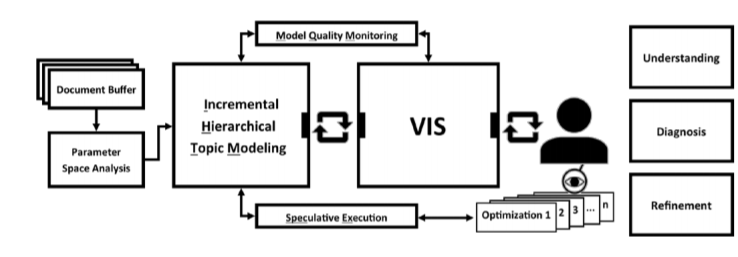 Model Quality Monitoring
Document Buffer
Parameter
Space Analysis
Incremental
Hierarchical
Topic Modeling
VIS
Speculative Execution
Optimization 1
2
3
...
n
Understanding
Diagnosis
Refinement